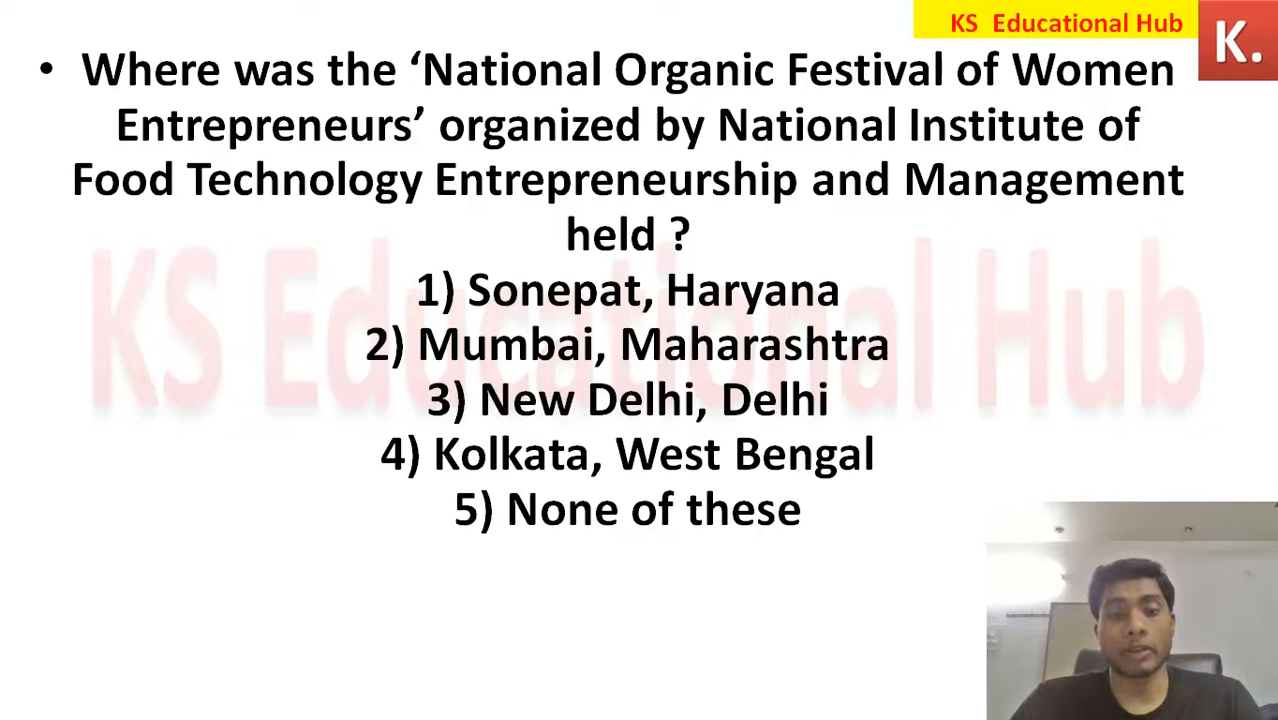 KS Educational Hub
K.
• Where was the ‘National Organic Festival of Women
Entrepreneurs’ organized by National Institute of
Food Technology Entrepreneurship and Management
held ?
1) Sonepat, Haryana
2) Mumbai, Maharashtra
3) New Delhi, Delhi
4) Kolkata, West Bengal
5) None of these
KS Educational Hub